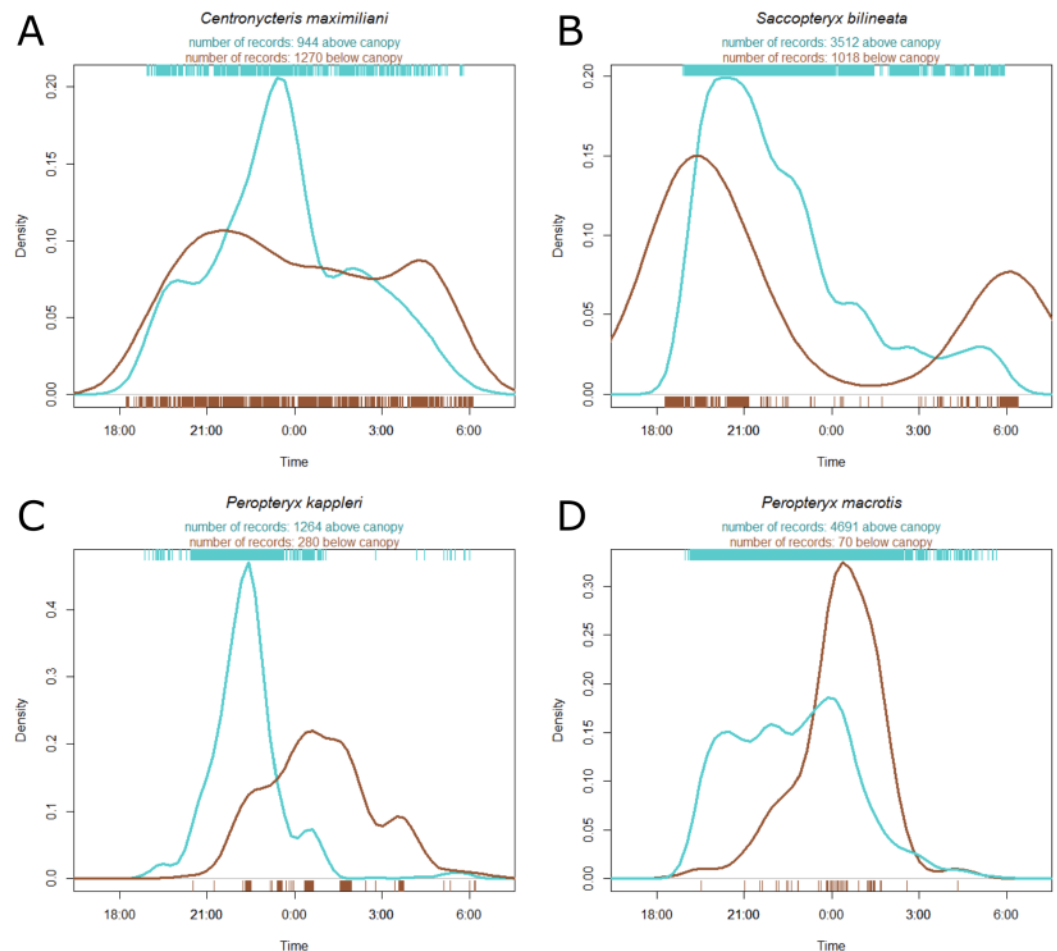 A
Centronycteris maximiliani
number of records: 944 above canopy
number of records: 1270 below canopy
0.20
0.15
0.10
0.05
0.00
Density
18:00 21:00 0:00 3:00 6:00
Time
B
Saccopteryx bilineata
number of records: 3512 above canopy
number of records: 1018 below canopy
0.20
0.15
0.10
0.05
0.00
Density
18:00 21:00 0:00 3:00 6:00
Time
C
Peropteryx kappleri
number of records: 1264 above canopy
number of records: 280 below canopy
0.4
0.3
0.2
0.1
0.0
Density
18:00 21:00 0:00 3:00 6:00
Time
D
Peropteryx macrotis
number of records: 4691 above canopy
number of records: 70 below canopy
0.30
0.25
0.20
0.15
0.10
0.05
0.00
Density
18:00 21:00 0:00 3:00 6:00
Time